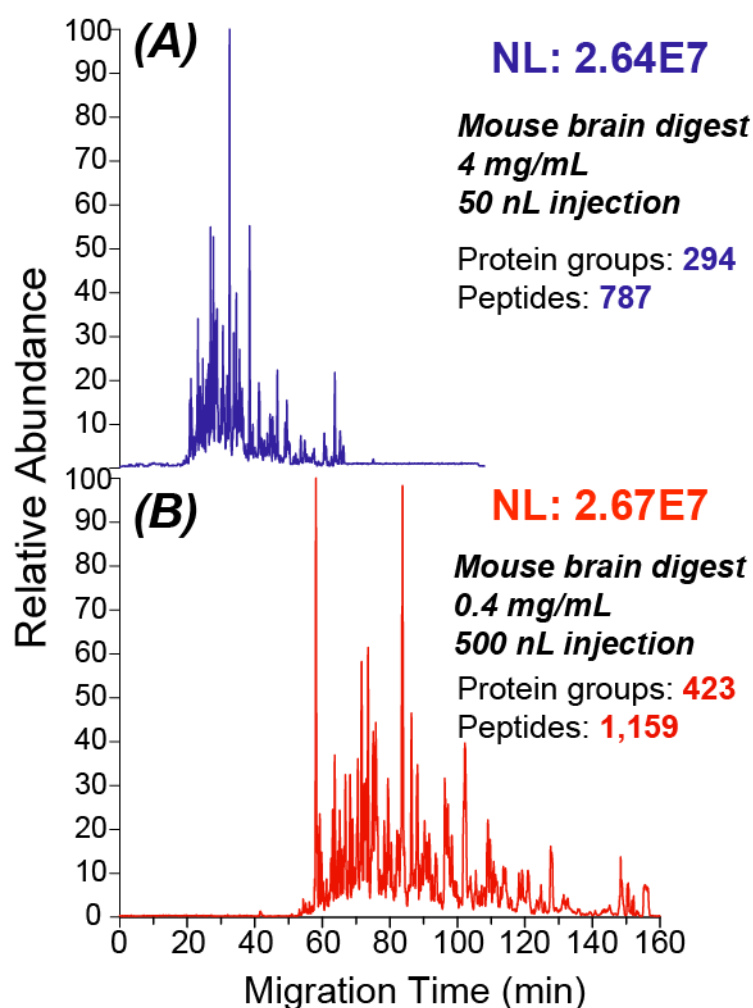 (A)
NL: 2.64E7
Mouse brain digest
4 mg/mL
50 nL injection
Protein groups: 294
Peptides: 787
100
90
80
70
60
50
40
30
20
10
Relative Abundance
(B)
NL: 2.67E7
Mouse brain digest
0.4 mg/mL
500 nL injection
Protein groups: 423
Peptides: 1,159
100
90
80
70
60
50
40
30
20
10
0
0 20 40 60 80 100 120 140 160
Migration Time (min)